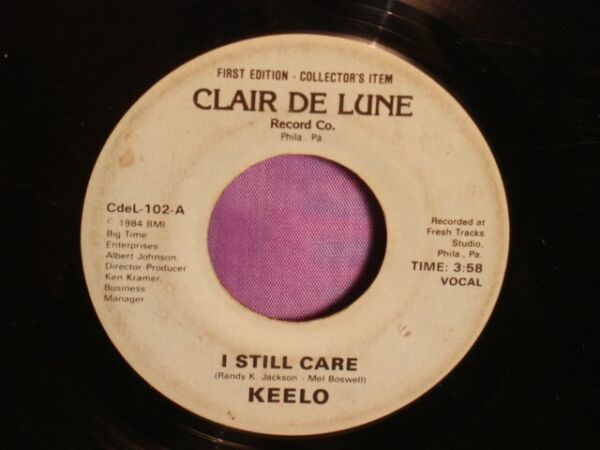 FIRST EDITION - COLLECTOR'S ITEM
CLAIR DE LUNE
Record Co.
Phila., Pa.
CdeL-102-A
© 1984 BMI
Big Time
Enterprises
Albert Johnson,
Director-Producer
Ken Kramer,
Business
Manager
Recorded at
Fresh Tracks
Studio,
Phila., Pa.
TIME: 3:58
VOCAL
I STILL CARE
(Randy K. Jackson - Mel Boswell)
KEELO